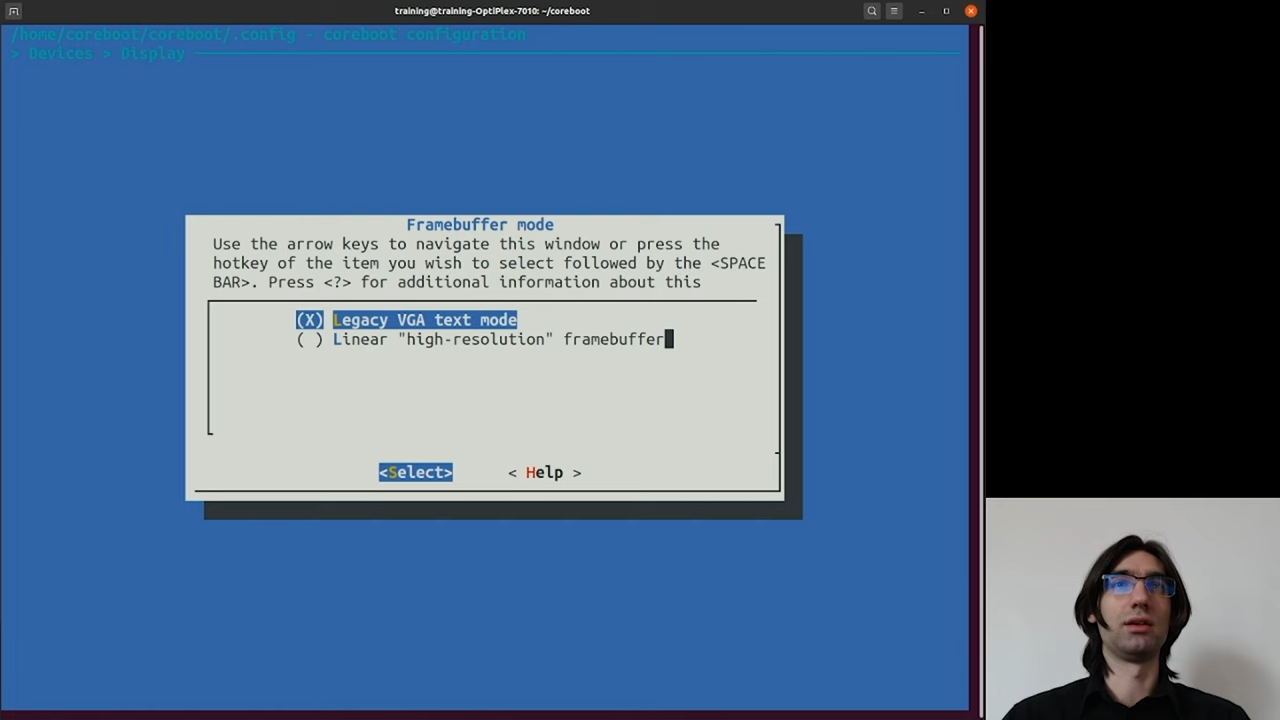 training@training-OptiPlex-7010: ~/coreboot
/home/coreboot/coreboot/.config - coreboot configuration
> Devices > Display
Framebuffer mode
Use the arrow keys to navigate this window or press the
hotkey of the item you wish to select followed by the <SPACE
BAR>. Press <?> for additional information about this
(X) Legacy VGA text mode
( ) Linear "high-resolution" framebuffer
<Select> < Help >